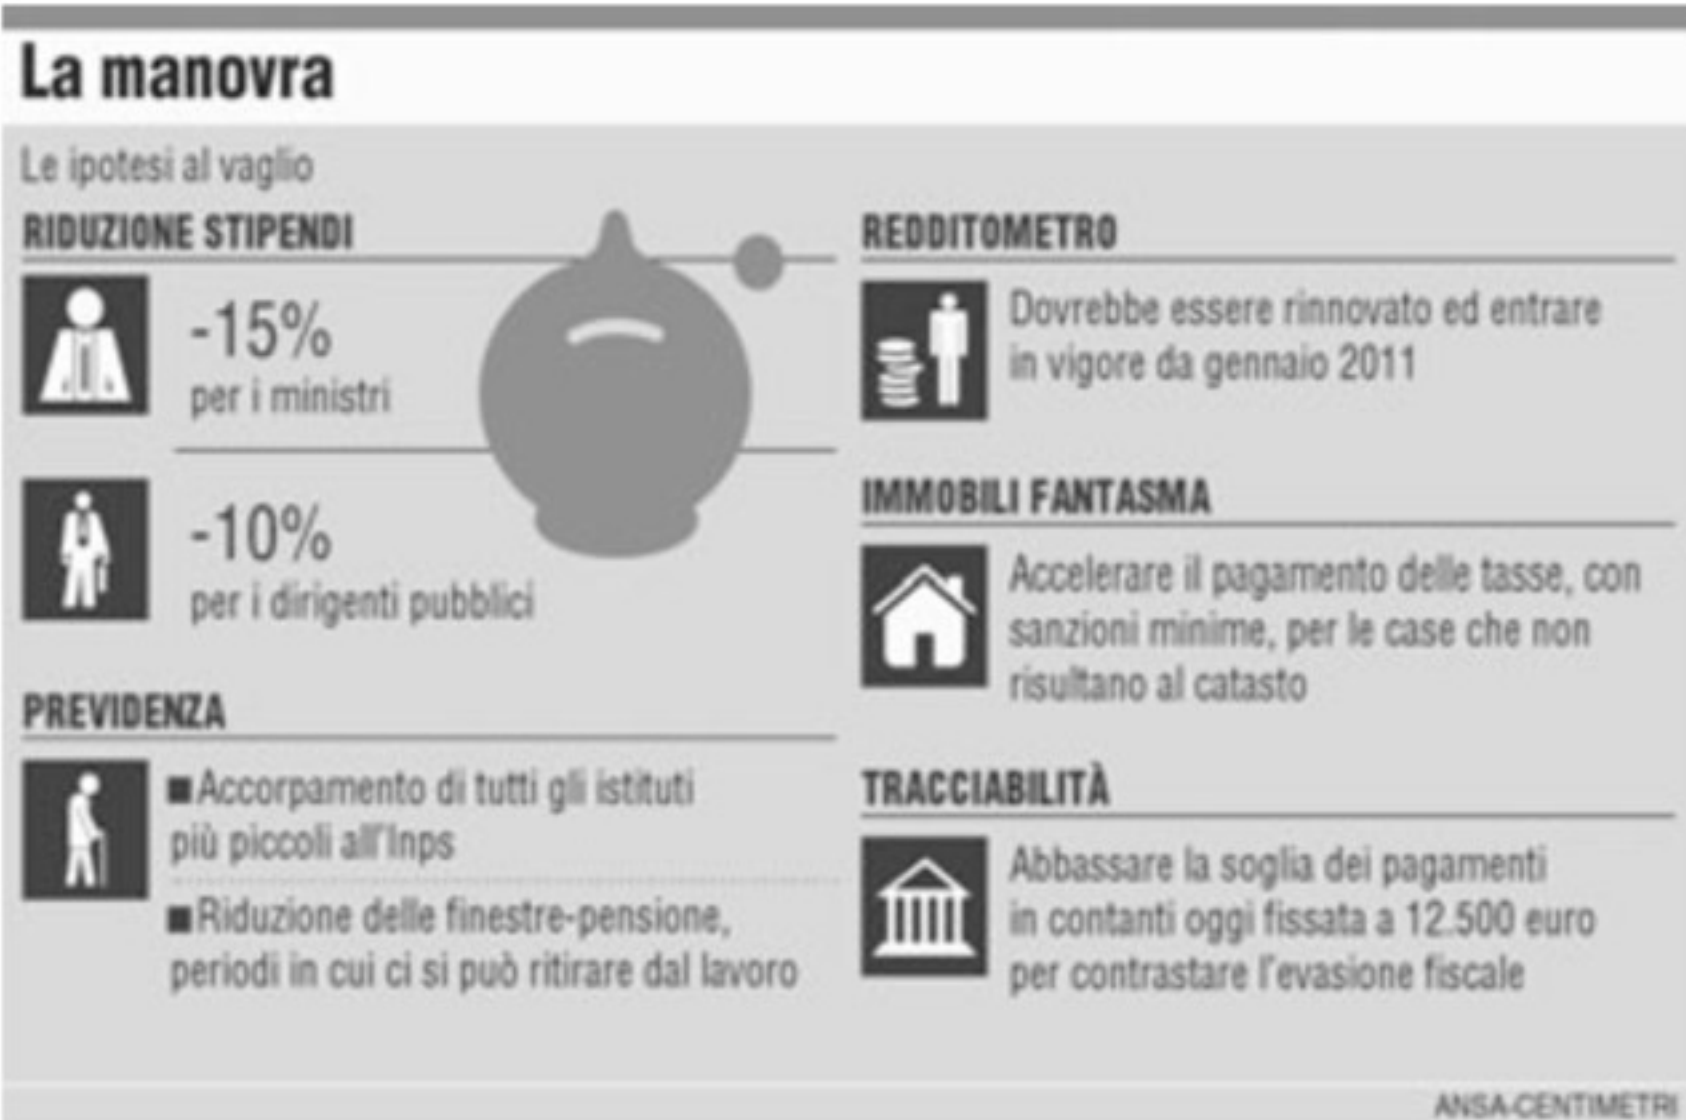 La manovra
Le ipotesi al vaglio
RIDUZIONE STIPENDI
-15%
per i ministri
-10%
per i dirigenti pubblici
PREVIDENZA
■ Accorpamento di tutti gli istituti
più piccoli all'Inps
■ Riduzione delle finestre-pensione,
periodi in cui ci si può ritirare dal lavoro
REDDITOMETRO
Dovrebbe essere rinnovato ed entrare
in vigore da gennaio 2011
IMMOBILI FANTASMA
Accelerare il pagamento delle tasse, con
sanzioni minime, per le case che non
risultano al catasto
TRACCIABILITÀ
Abbassare la soglia dei pagamenti
in contanti oggi fissata a 12.500 euro
per contrastare l'evasione fiscale
ANSA-CENTIMETRI